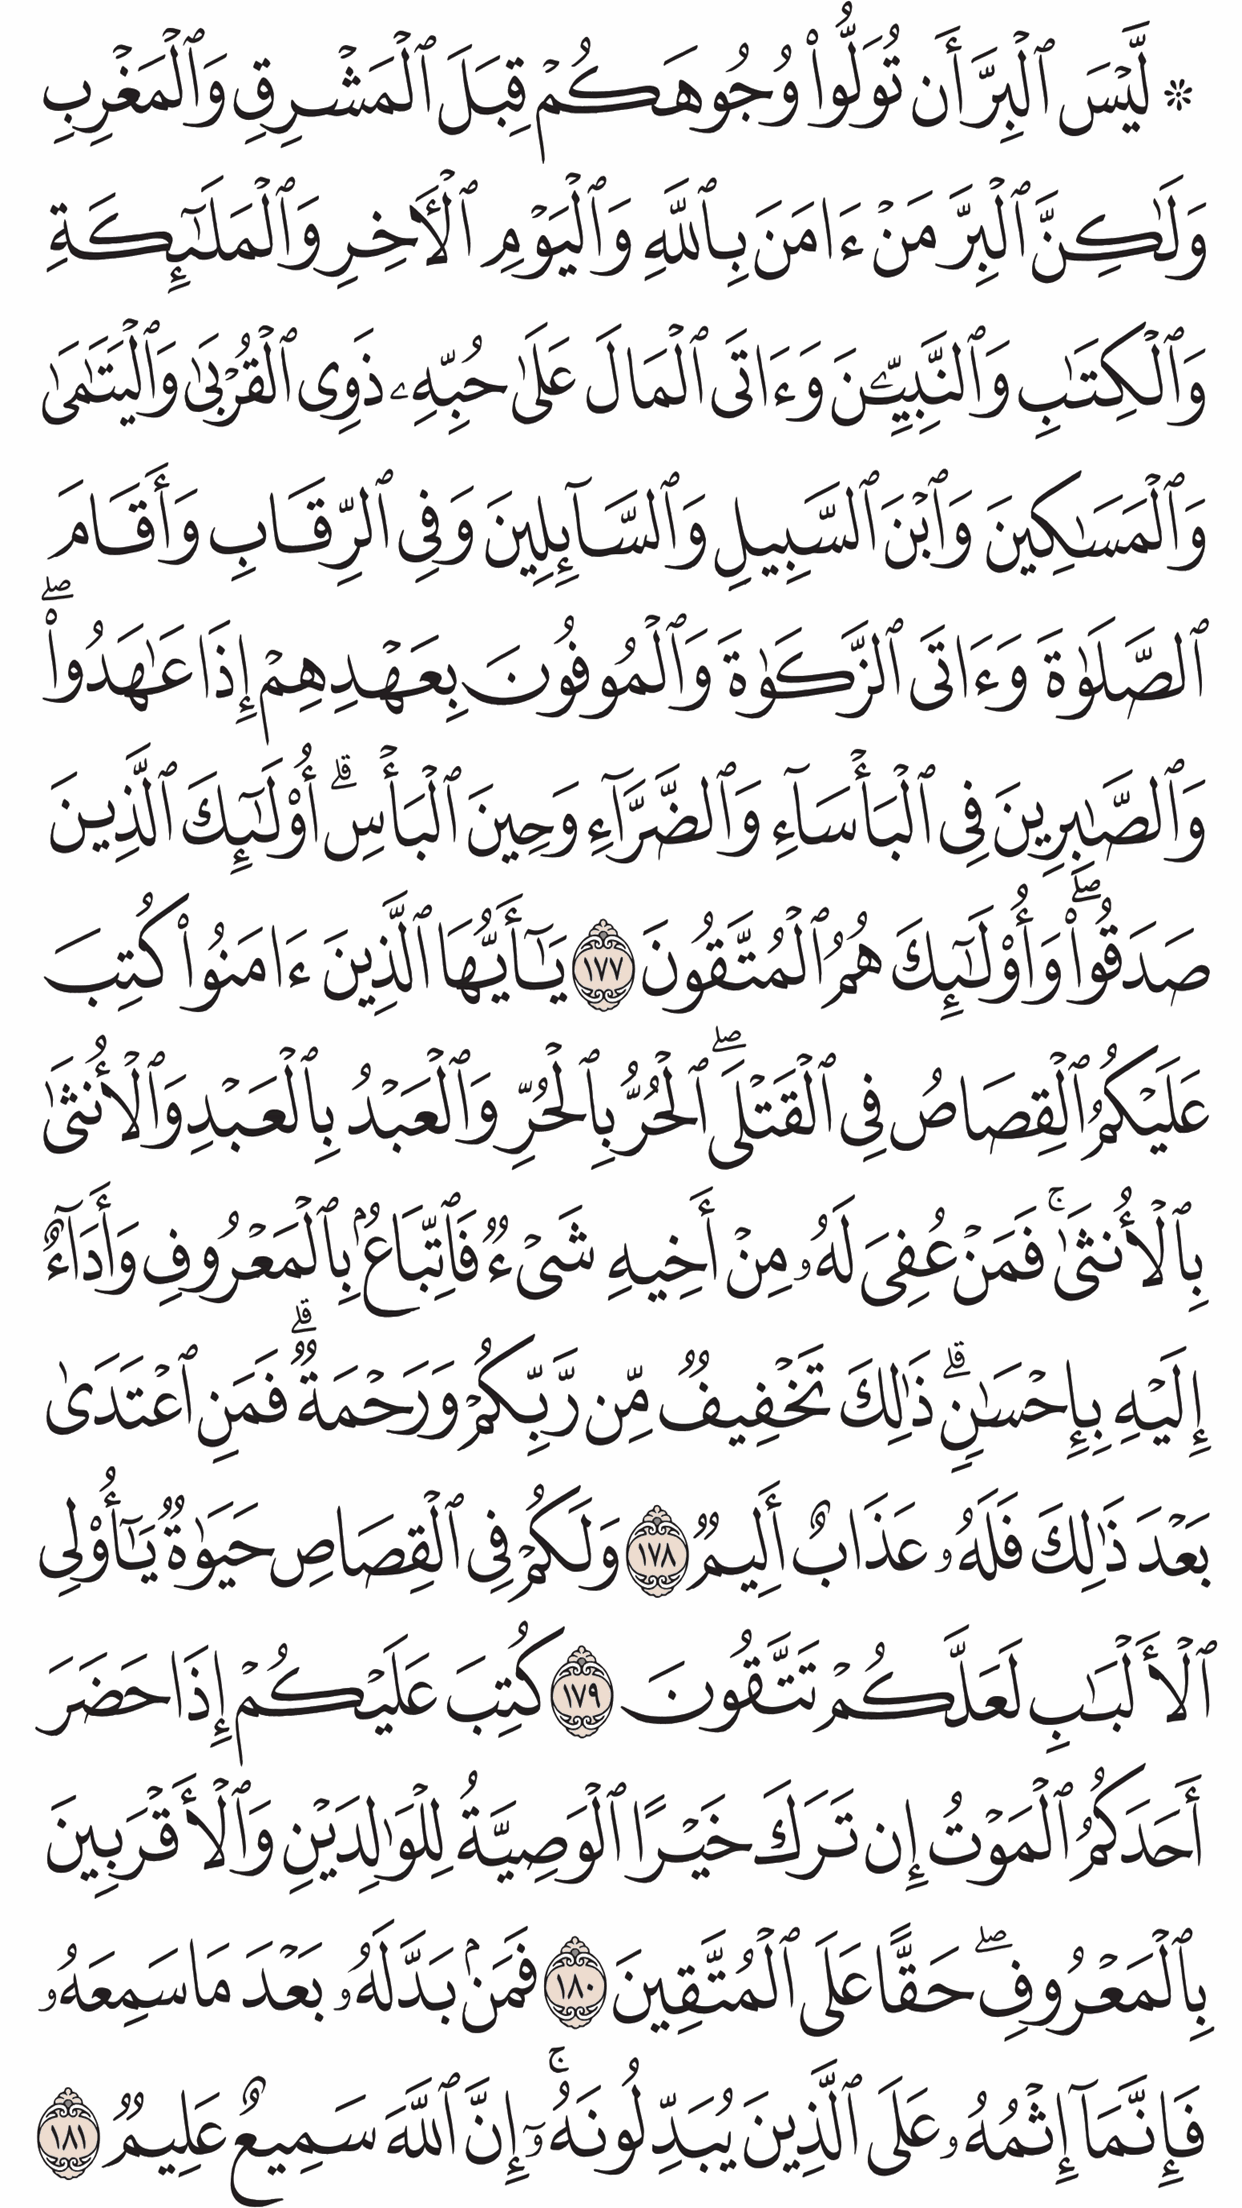 ۞ لَّيۡسَ ٱلۡبِرَّ أَن تُوَلُّواْ وُجُوهَكُمۡ قِبَلَ ٱلۡمَشۡرِقِ وَٱلۡمَغۡرِبِ
وَلَٰكِنَّ ٱلۡبِرَّ مَنۡ ءَامَنَ بِٱللَّهِ وَٱلۡيَوۡمِ ٱلۡأٓخِرِ وَٱلۡمَلَٰٓئِكَةِ
وَٱلۡكِتَٰبِ وَٱلنَّبِيِّـۧنَ وَءَاتَى ٱلۡمَالَ عَلَىٰ حُبِّهِۦ ذَوِي ٱلۡقُرۡبَىٰ وَٱلۡيَتَٰمَىٰ
وَٱلۡمَسَٰكِينَ وَٱبۡنَ ٱلسَّبِيلِ وَٱلسَّآئِلِينَ وَفِي ٱلرِّقَابِ وَأَقَامَ
ٱلصَّلَوٰةَ وَءَاتَى ٱلزَّكَوٰةَ وَٱلۡمُوفُونَ بِعَهۡدِهِمۡ إِذَا عَٰهَدُواْۖ
وَٱلصَّٰبِرِينَ فِي ٱلۡبَأۡسَآءِ وَٱلضَّرَّآءِ وَحِينَ ٱلۡبَأۡسِۗ أُوْلَٰٓئِكَ ٱلَّذِينَ
صَدَقُواْۖ وَأُوْلَٰٓئِكَ هُمُ ٱلۡمُتَّقُونَ ١٧٧ يَٰٓأَيُّهَا ٱلَّذِينَ ءَامَنُواْ كُتِبَ
عَلَيۡكُمُ ٱلۡقِصَاصُ فِي ٱلۡقَتۡلَىۖ ٱلۡحُرُّ بِٱلۡحُرِّ وَٱلۡعَبۡدُ بِٱلۡعَبۡدِ وَٱلۡأُنثَىٰ
بِٱلۡأُنثَىٰۚ فَمَنۡ عُفِيَ لَهُۥ مِنۡ أَخِيهِ شَيۡءٞ فَٱتِّبَاعُۢ بِٱلۡمَعۡرُوفِ وَأَدَآءٌ
إِلَيۡهِ بِإِحۡسَٰنٖۗ ذَٰلِكَ تَخۡفِيفٞ مِّن رَّبِّكُمۡ وَرَحۡمَةٞۗ فَمَنِ ٱعۡتَدَىٰ
بَعۡدَ ذَٰلِكَ فَلَهُۥ عَذَابٌ أَلِيمٞ ١٧٨ وَلَكُمۡ فِي ٱلۡقِصَاصِ حَيَوٰةٞ يَٰٓأُوْلِي
ٱلۡأَلۡبَٰبِ لَعَلَّكُمۡ تَتَّقُونَ ١٧٩ كُتِبَ عَلَيۡكُمۡ إِذَا حَضَرَ
أَحَدَكُمُ ٱلۡمَوۡتُ إِن تَرَكَ خَيۡرًا ٱلۡوَصِيَّةُ لِلۡوَٰلِدَيۡنِ وَٱلۡأَقۡرَبِينَ
بِٱلۡمَعۡرُوفِۖ حَقًّا عَلَى ٱلۡمُتَّقِينَ ١٨٠ فَمَنۢ بَدَّلَهُۥ بَعۡدَ مَا سَمِعَهُۥ
فَإِنَّمَآ إِثۡمُهُۥ عَلَى ٱلَّذِينَ يُبَدِّلُونَهُۥٓۚ إِنَّ ٱللَّهَ سَمِيعٌ عَلِيمٞ ١٨١